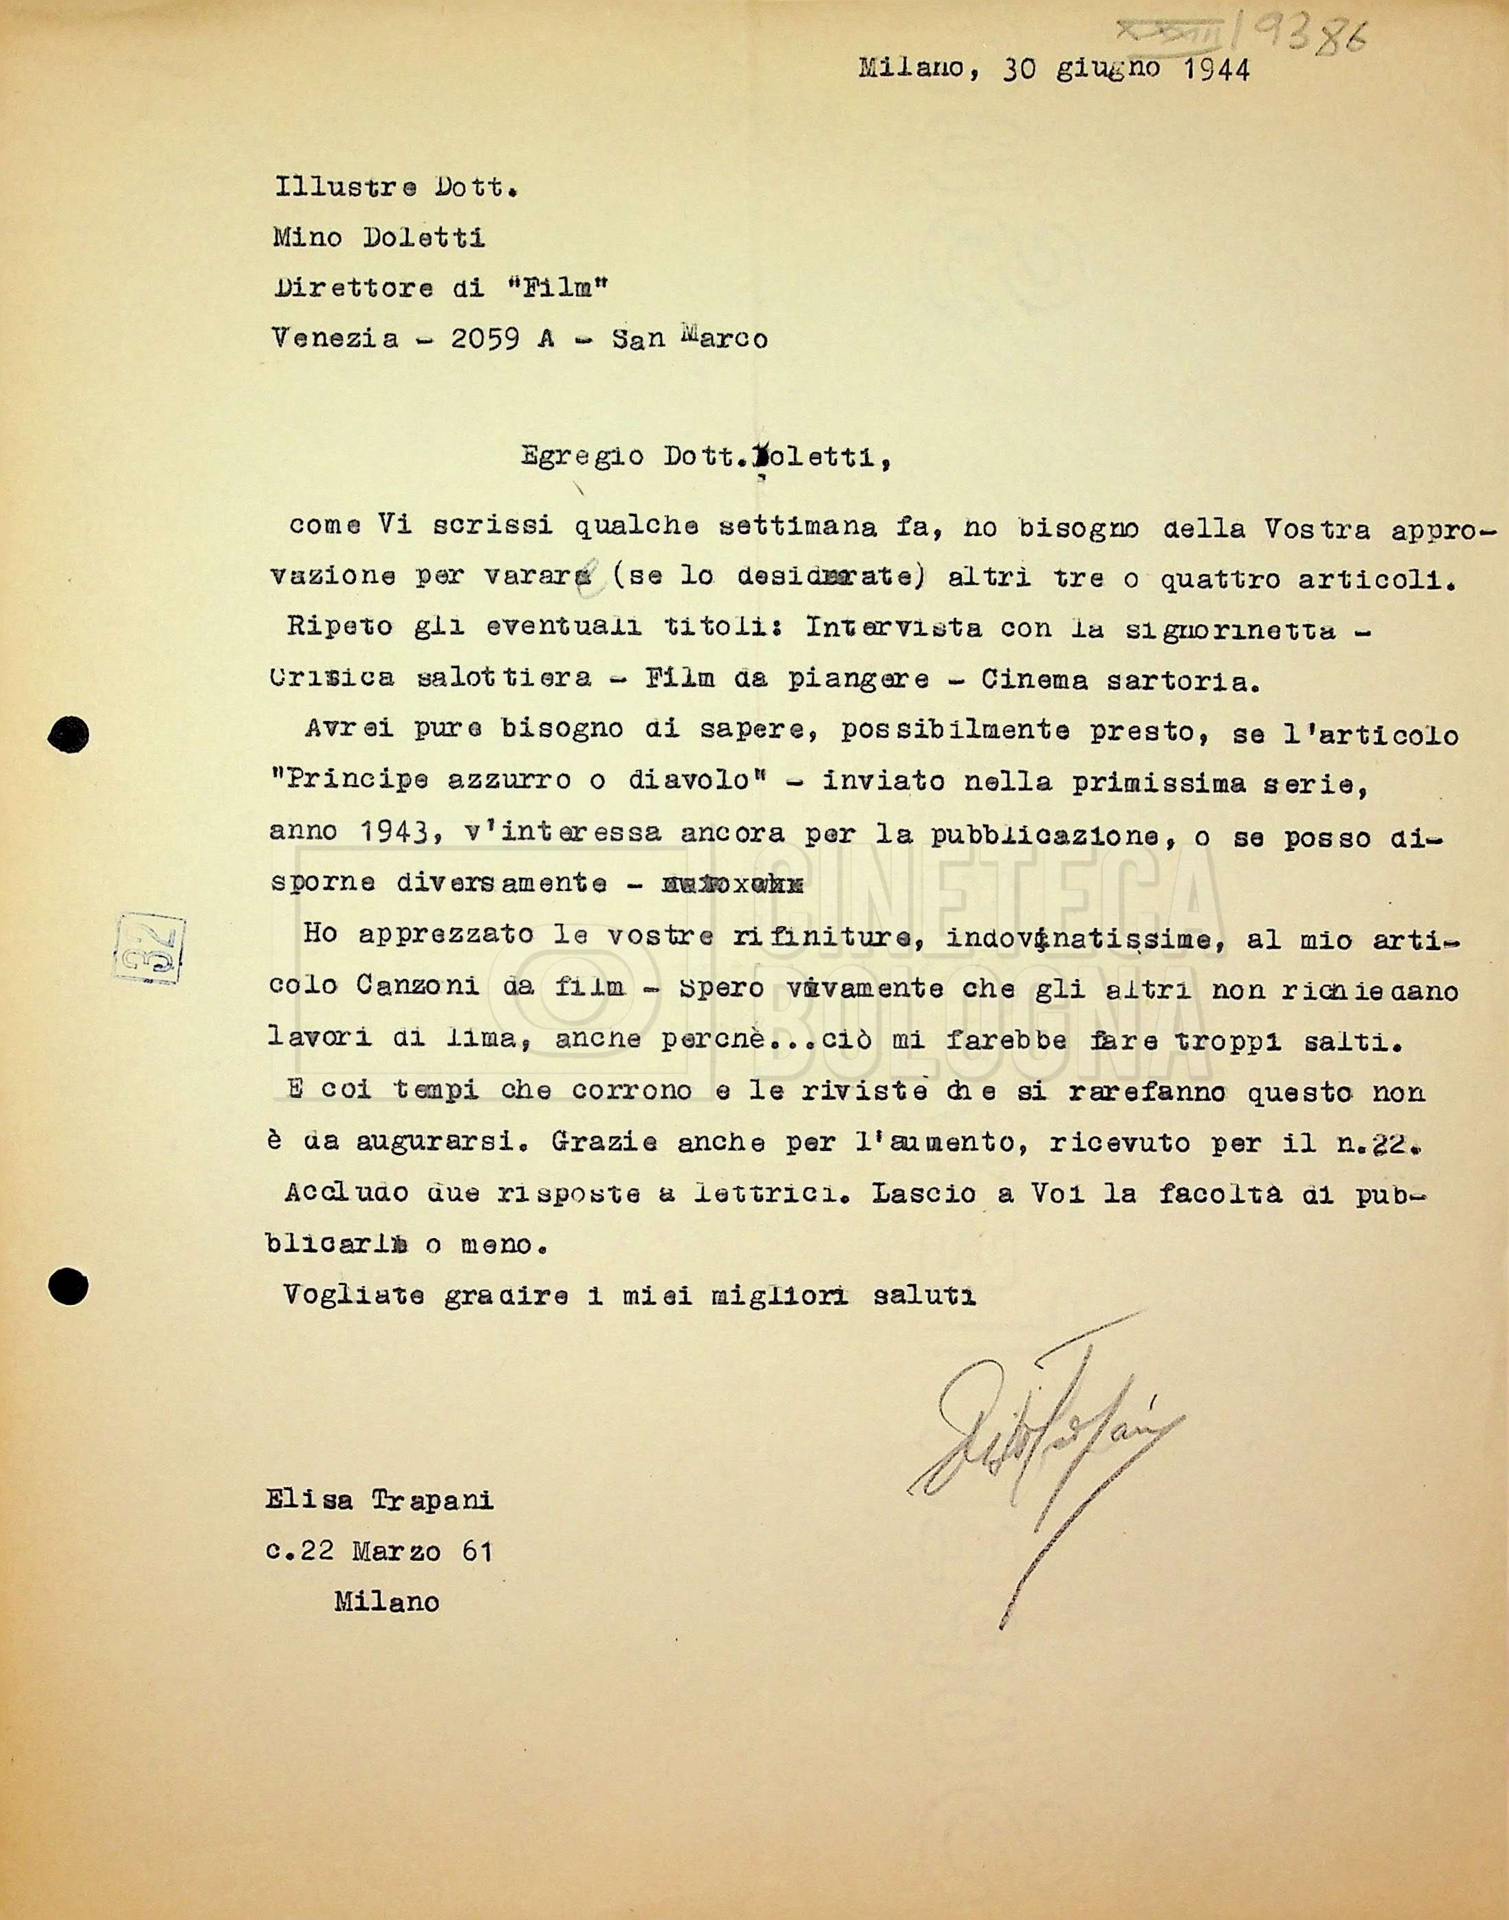 19386
Milano, 30 giugno 1944
Illustre Dott.
Mino Doletti
Direttore di "Film"
Venezia - 2059 A - San Marco
Egregio Dott.Doletti,
come Vi scrissi qualche settimana fa, ho bisogno della Vostra appro-
vazione per varare (se lo desiderate) altri tre o quattro articoli.
Ripeto gli eventuali titoli: Intervista con la signorinetta -
Critica salottiera - Film da piangere - Cinema sartoria.
Avrei pure bisogno di sapere, possibilmente presto, se l'articolo
"Principe azzurro o diavolo" - inviato nella primissima serie,
anno 1943, v'interessa ancora per la pubblicazione, o se posso di-
sporne diversamente -
Ho apprezzato le vostre rifiniture, indovinatissime, al mio arti-
colo Canzoni da film - Spero vivamente che gli altri non richiedano
lavori di lima, anche perchè...ciò mi farebbe fare troppi salti.
E coi tempi che corrono e le riviste che si rarefanno questo non
è da augurarsi. Grazie anche per l'aumento, ricevuto per il n.22.
Accludo due risposte a lettrici. Lascio a Voi la facoltà di pub-
blicarle o meno.
Vogliate gradire i miei migliori saluti
Elisa Trapani
c.22 Marzo 61
Milano
32
CINETECA
BOLOGNA